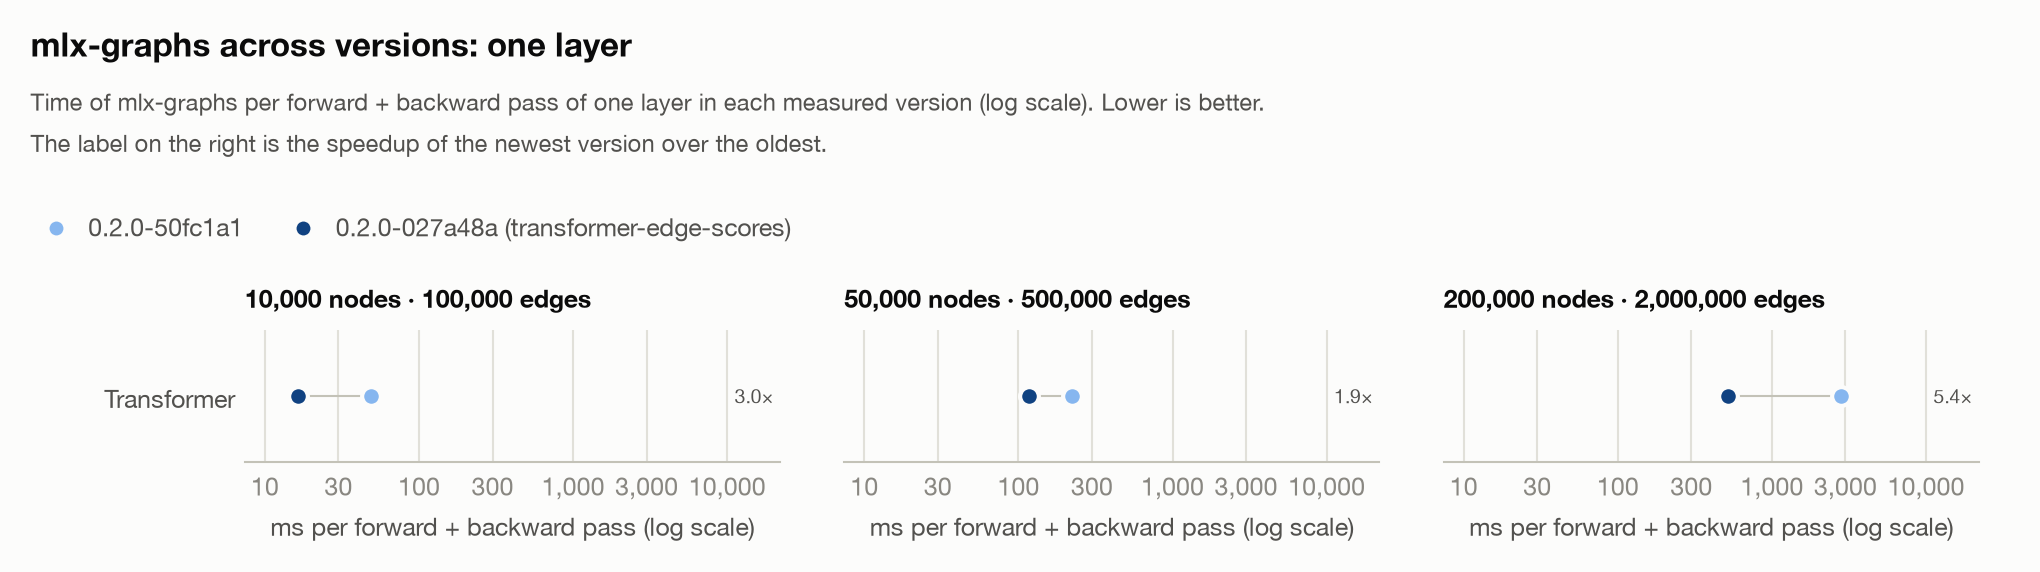 mlx-graphs across versions: one layer
Time of mlx-graphs per forward + backward pass of one layer in each measured version (log scale). Lower is better.
The label on the right is the speedup of the newest version over the oldest.
0.2.0-50fc1a1 0.2.0-027a48a (transformer-edge-scores)
10,000 nodes · 100,000 edges 50,000 nodes · 500,000 edges 200,000 nodes · 2,000,000 edges
Transformer 3.0× 1.9× 5.4×
10 30 100 300 1,000 3,000 10,000 10 30 100 300 1,000 3,000 10,000 10 30 100 300 1,000 3,000 10,000
ms per forward + backward pass (log scale) ms per forward + backward pass (log scale) ms per forward + backward pass (log scale)